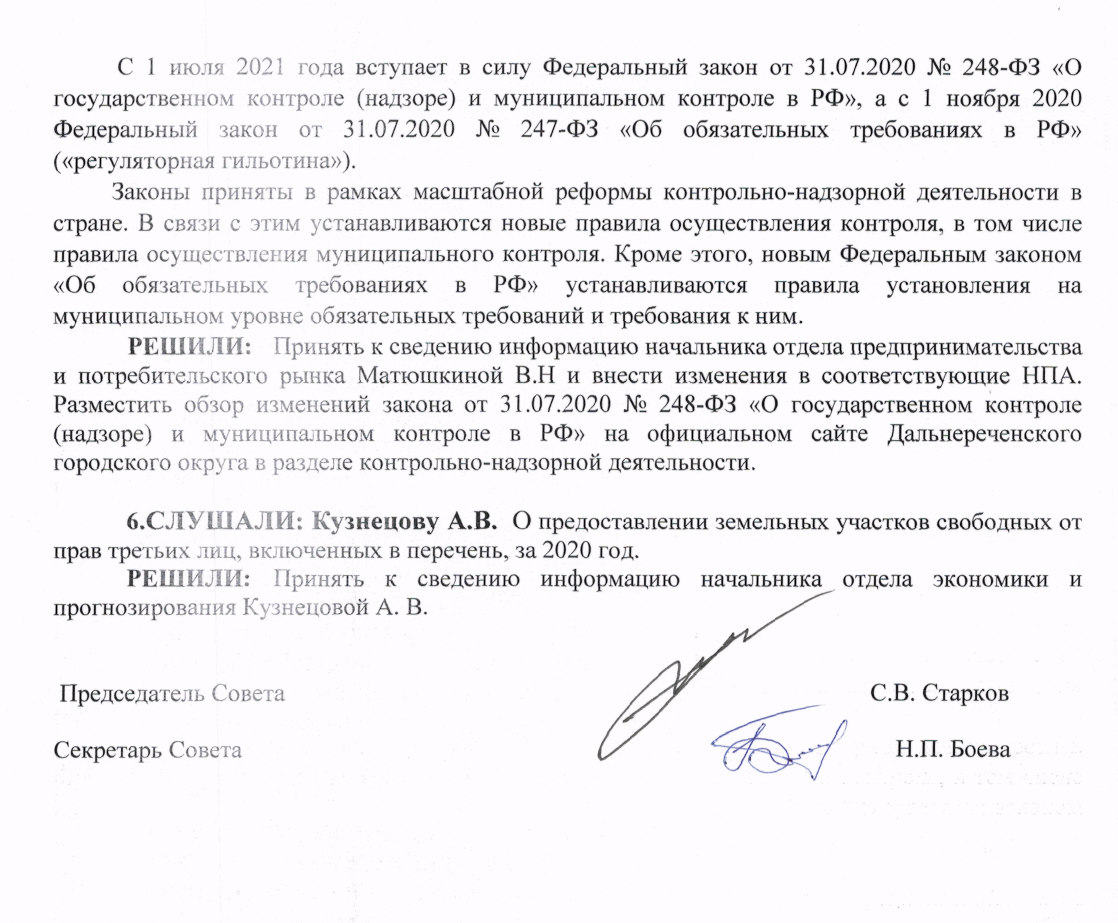 С 1 июля 2021 года вступает в силу Федеральный закон от 31.07.2020 № 248-ФЗ «О
государственном контроле (надзоре) и муниципальном контроле в РФ», а с 1 ноября 2020
Федеральный закон от 31.07.2020 № 247-ФЗ «Об обязательных требованиях в РФ»
(«регуляторная гильотина»).
Законы приняты в рамках масштабной реформы контрольно-надзорной деятельности в
стране. В связи с этим устанавливаются новые правила осуществления контроля, в том числе
правила осуществления муниципального контроля. Кроме этого, новым Федеральным законом
«Об обязательных требованиях в РФ» устанавливаются правила установления на
муниципальном уровне обязательных требований и требования к ним.
РЕШИЛИ: Принять к сведению информацию начальника отдела предпринимательства
и потребительского рынка Матюшкиной В.Н и внести изменения в соответствующие НПА.
Разместить обзор изменений закона от 31.07.2020 № 248-ФЗ «О государственном контроле
(надзоре) и муниципальном контроле в РФ» на официальном сайте Дальнереченского
городского округа в разделе контрольно-надзорной деятельности.
6.СЛУШАЛИ: Кузнецову А.В. О предоставлении земельных участков свободных от
прав третьих лиц, включенных в перечень, за 2020 год.
РЕШИЛИ: Принять к сведению информацию начальника отдела экономики и
прогнозирования Кузнецовой А. В.
Председатель Совета С.В. Старков
Секретарь Совета Н.П. Боева